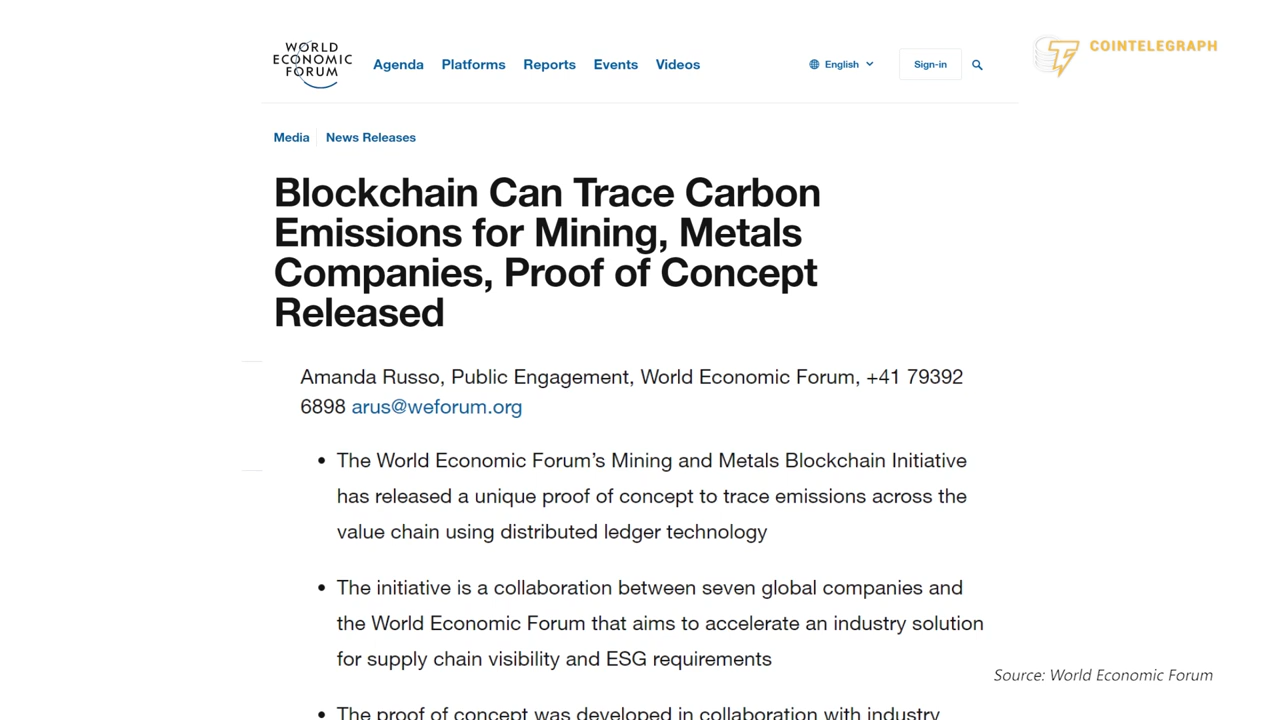 WORLD
ECONOMIC
FORUM
Agenda Platforms Reports Events Videos
English
Sign-in
COINTELEGRAPH
Media News Releases
Blockchain Can Trace Carbon
Emissions for Mining, Metals
Companies, Proof of Concept
Released
Amanda Russo, Public Engagement, World Economic Forum, +41 79392
6898 arus@weforum.org
• The World Economic Forum's Mining and Metals Blockchain Initiative
has released a unique proof of concept to trace emissions across the
value chain using distributed ledger technology
• The initiative is a collaboration between seven global companies and
the World Economic Forum that aims to accelerate an industry solution
for supply chain visibility and ESG requirements
Source: World Economic Forum
• The proof of concept was developed in collaboration with industry